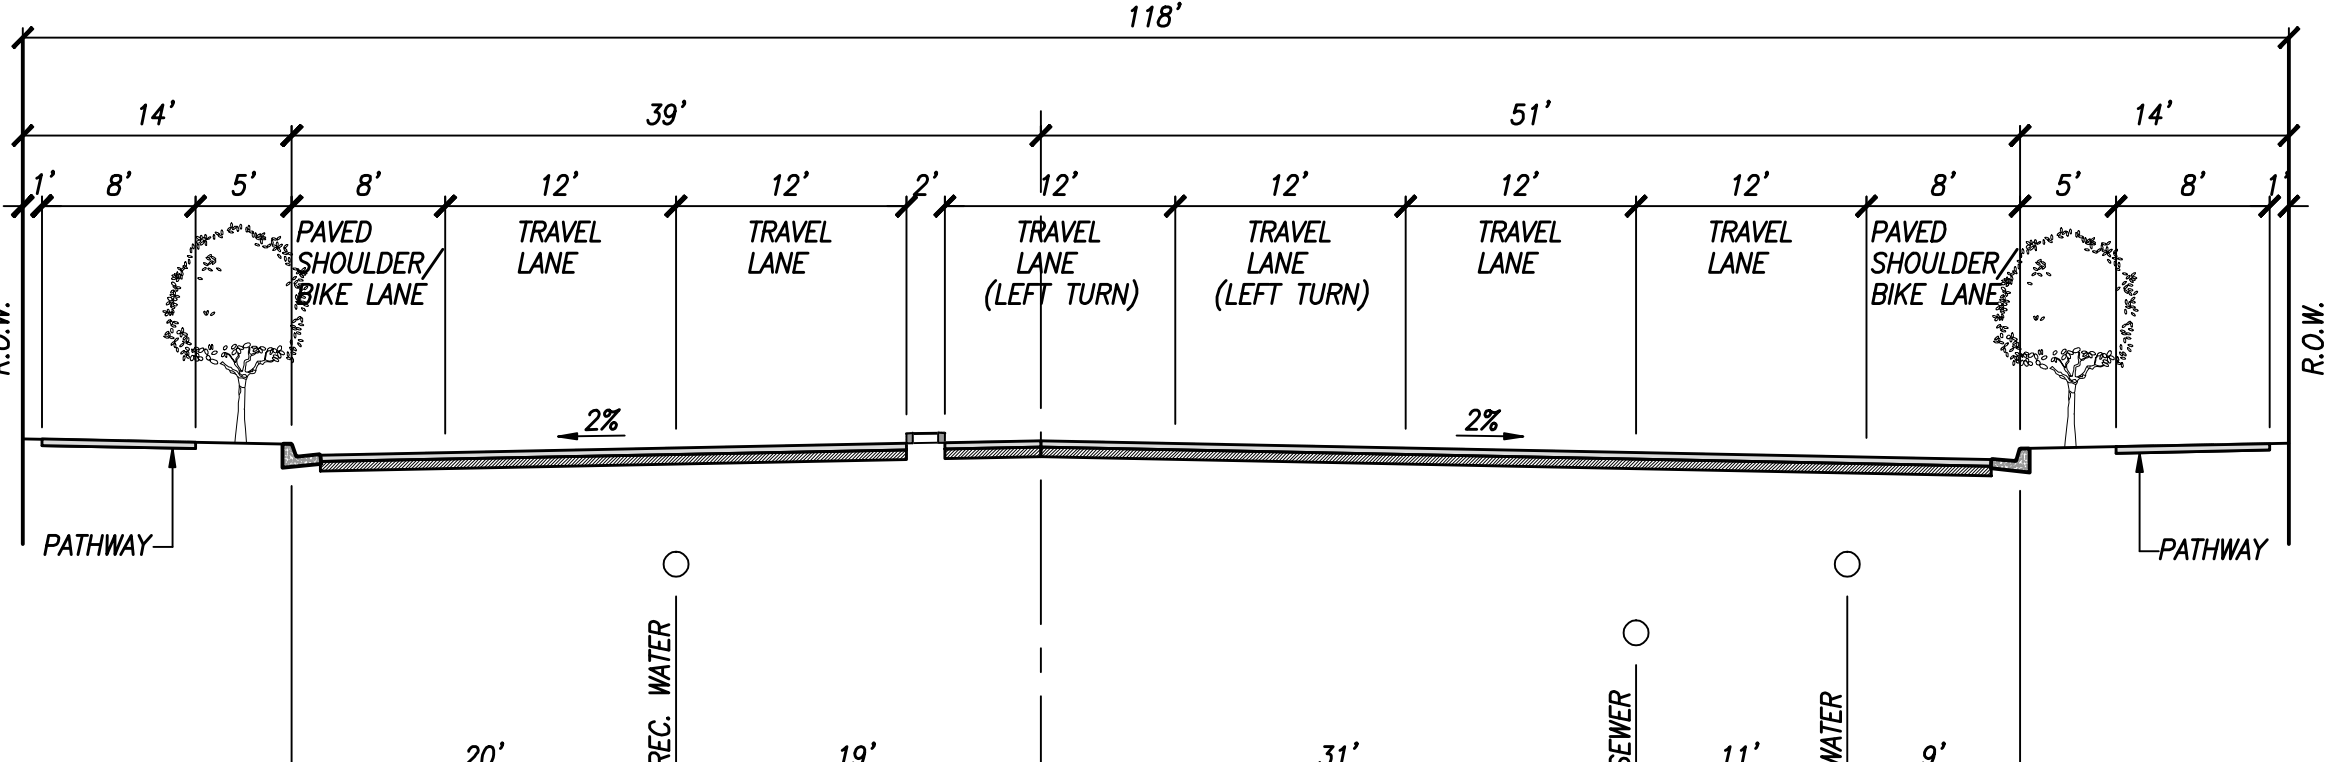 118'
14' 39' 51' 14'
1' 8' 5' 8' 12' 12' 2' 12' 12' 12' 12' 8' 5' 8' 1'
PAVED
SHOULDER/
BIKE LANE
TRAVEL
LANE
TRAVEL
LANE
TRAVEL
LANE
(LEFT TURN)
TRAVEL
LANE
(LEFT TURN)
TRAVEL
LANE
TRAVEL
LANE
PAVED
SHOULDER/
BIKE LANE
R.O.W.
R.O.W.
2%
2%
PATHWAY
PATHWAY
REC. WATER
SEWER
WATER
20' 19' 31' 11' 9'